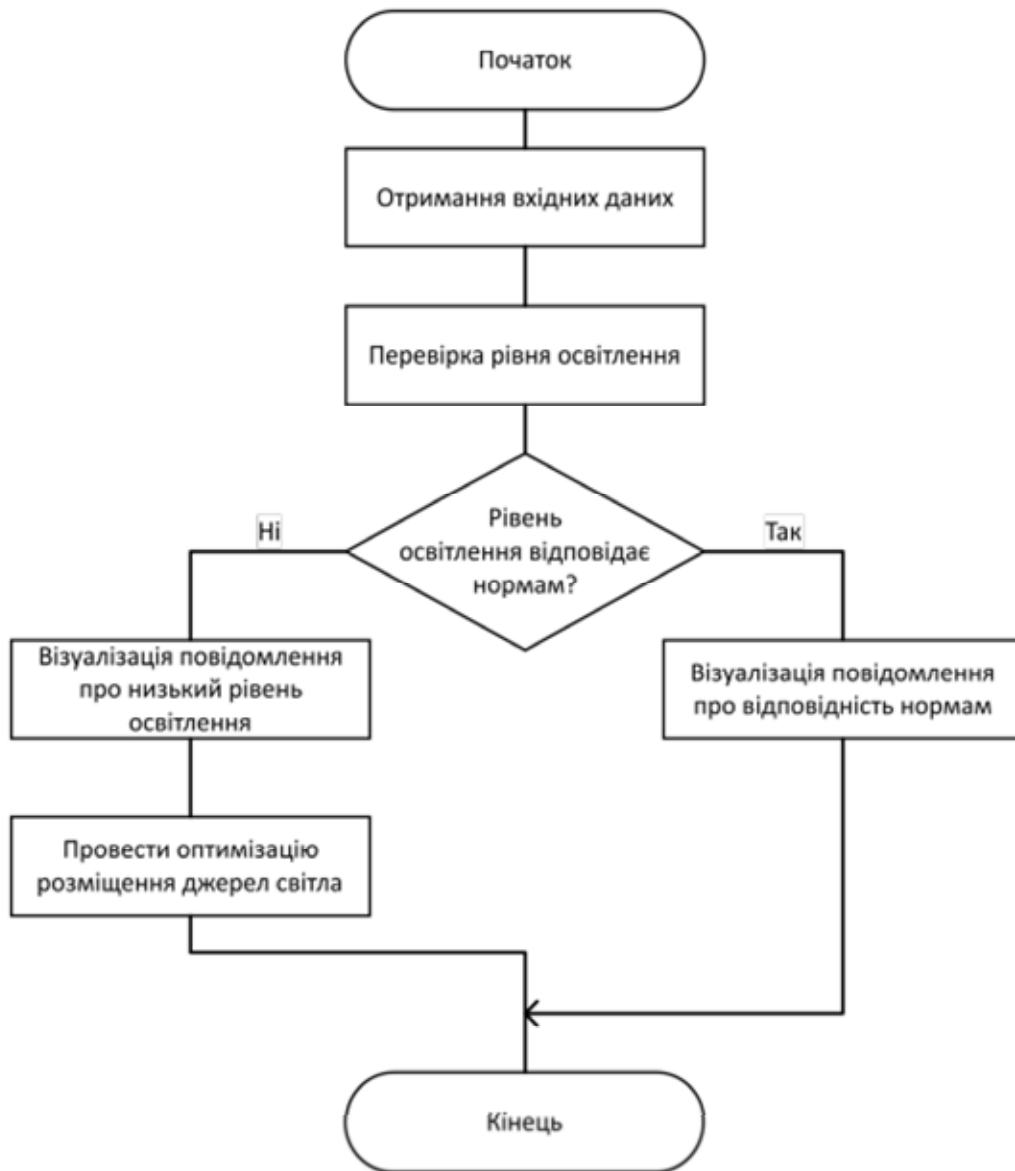 Початок
Отримання вхідних даних
Перевірка рівня освітлення
Рівень
освітлення відповідає
нормам?
Ні
Так
Візуалізація повідомлення
про низький рівень
освітлення
Візуалізація повідомлення
про відповідність нормам
Провести оптимізацію
розміщення джерел світла
Кінець